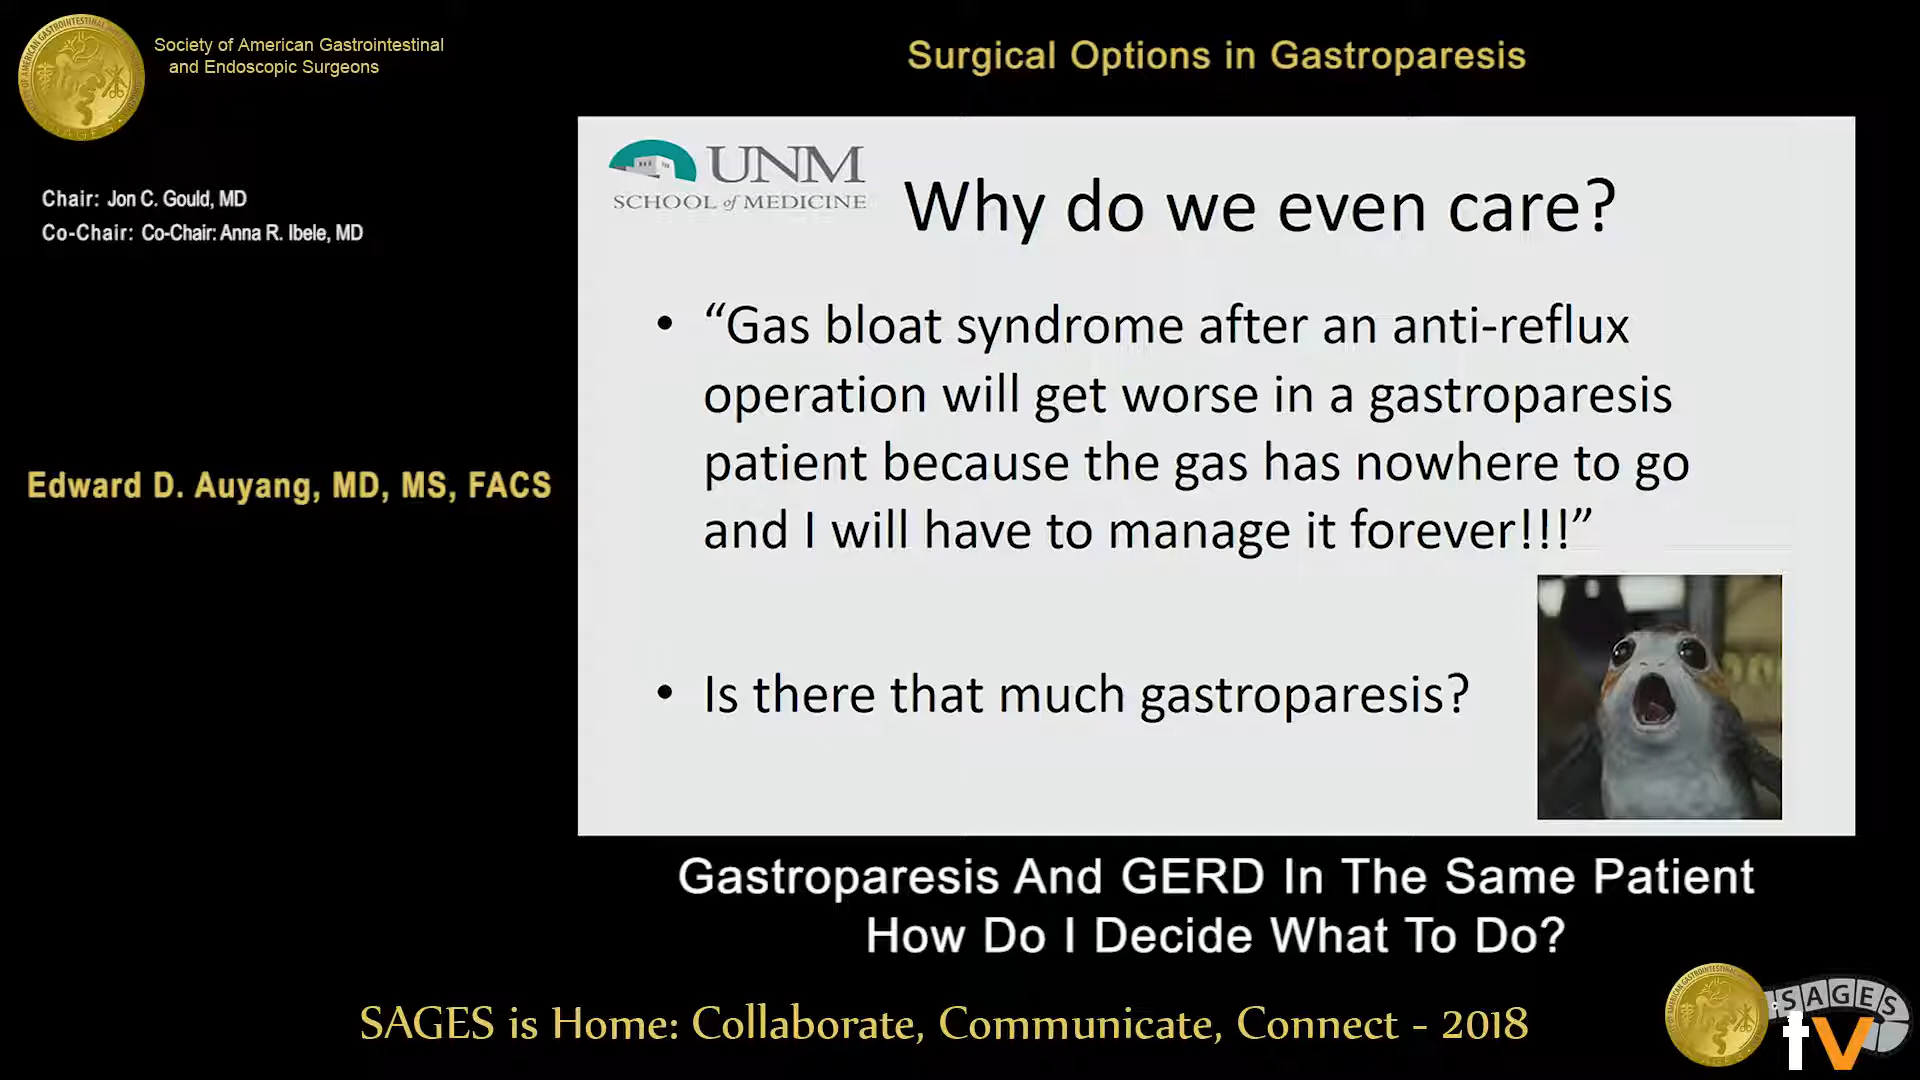 Society of American Gastrointestinal
and Endoscopic Surgeons
Surgical Options in Gastroparesis
Chair: Jon C. Gould, MD
Co-Chair: Co-Chair: Anna R. Ibele, MD
Edward D. Auyang, MD, MS, FACS
UNM
SCHOOL of MEDICINE
Why do we even care?
• “Gas bloat syndrome after an anti-reflux
operation will get worse in a gastroparesis
patient because the gas has nowhere to go
and I will have to manage it forever!!!”
• Is there that much gastroparesis?
Gastroparesis And GERD In The Same Patient
How Do I Decide What To Do?
SAGES is Home: Collaborate, Communicate, Connect - 2018
SAGES
tv